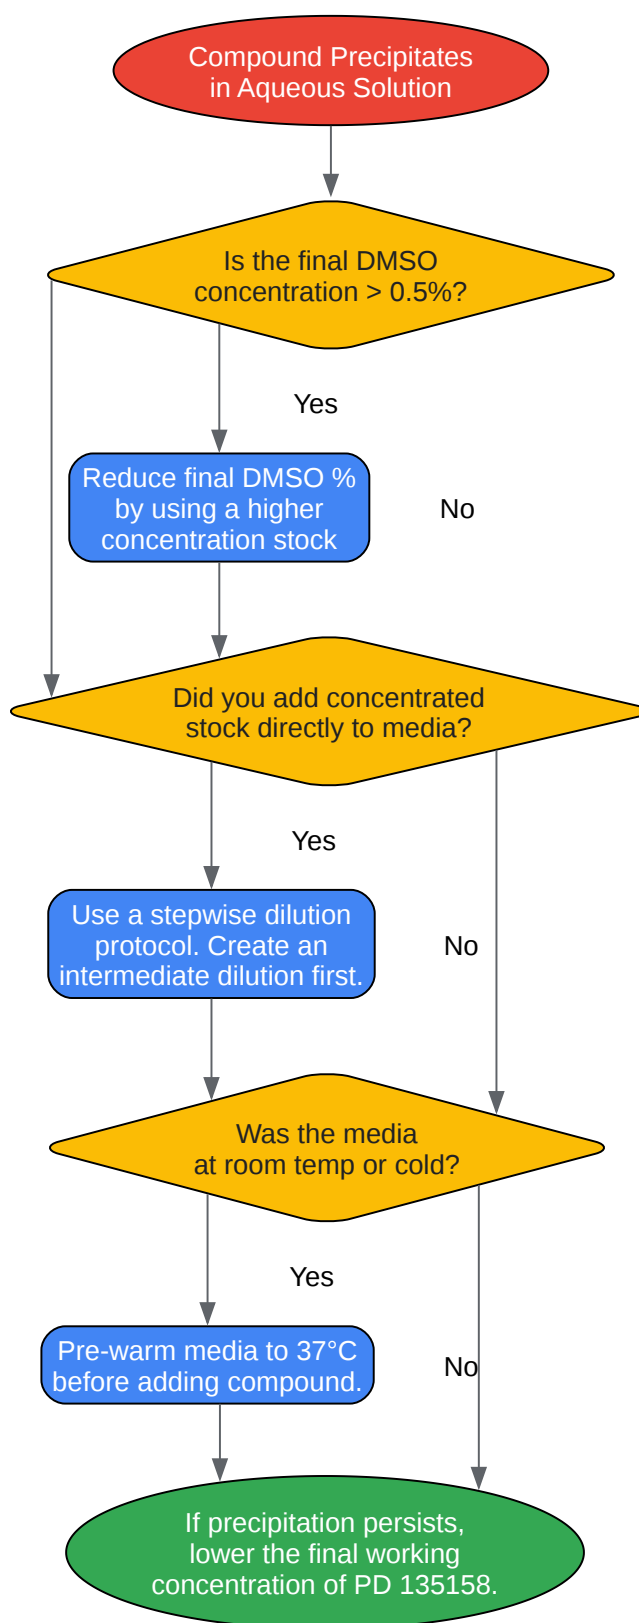 Compound Precipitates
in Aqueous Solution
Is the final DMSO
concentration > 0.5%?
Yes
Reduce final DMSO %
by using a higher
concentration stock
No
Did you add concentrated
stock directly to media?
Yes
Use a stepwise dilution
protocol. Create an
intermediate dilution first.
No
Was the media
at room temp or cold?
Yes
Pre-warm media to 37°C
before adding compound.
No
If precipitation persists,
lower the final working
concentration of PD 135158.